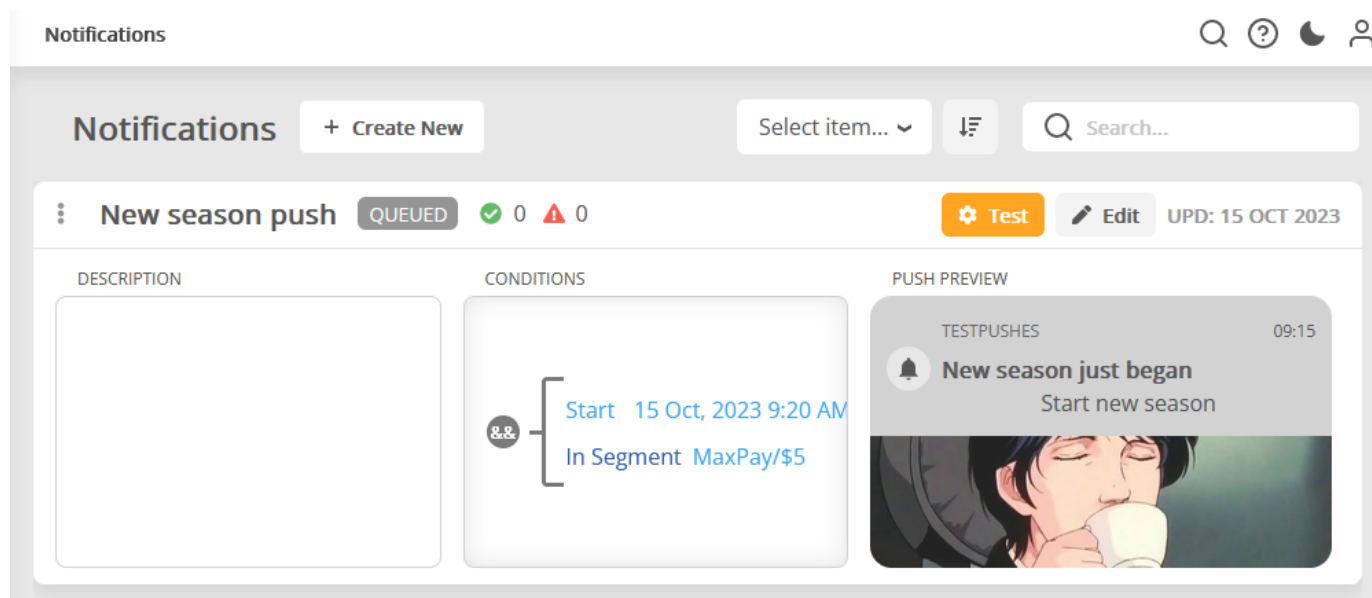 Notifications
Notifications + Create New Select item... Search...
New season push QUEUED 0 0 Test Edit UPD: 15 OCT 2023
DESCRIPTION CONDITIONS PUSH PREVIEW
TESTPUSHES 09:15
New season just began
Start new season
&& Start 15 Oct, 2023 9:20 AM
In Segment MaxPay/$5